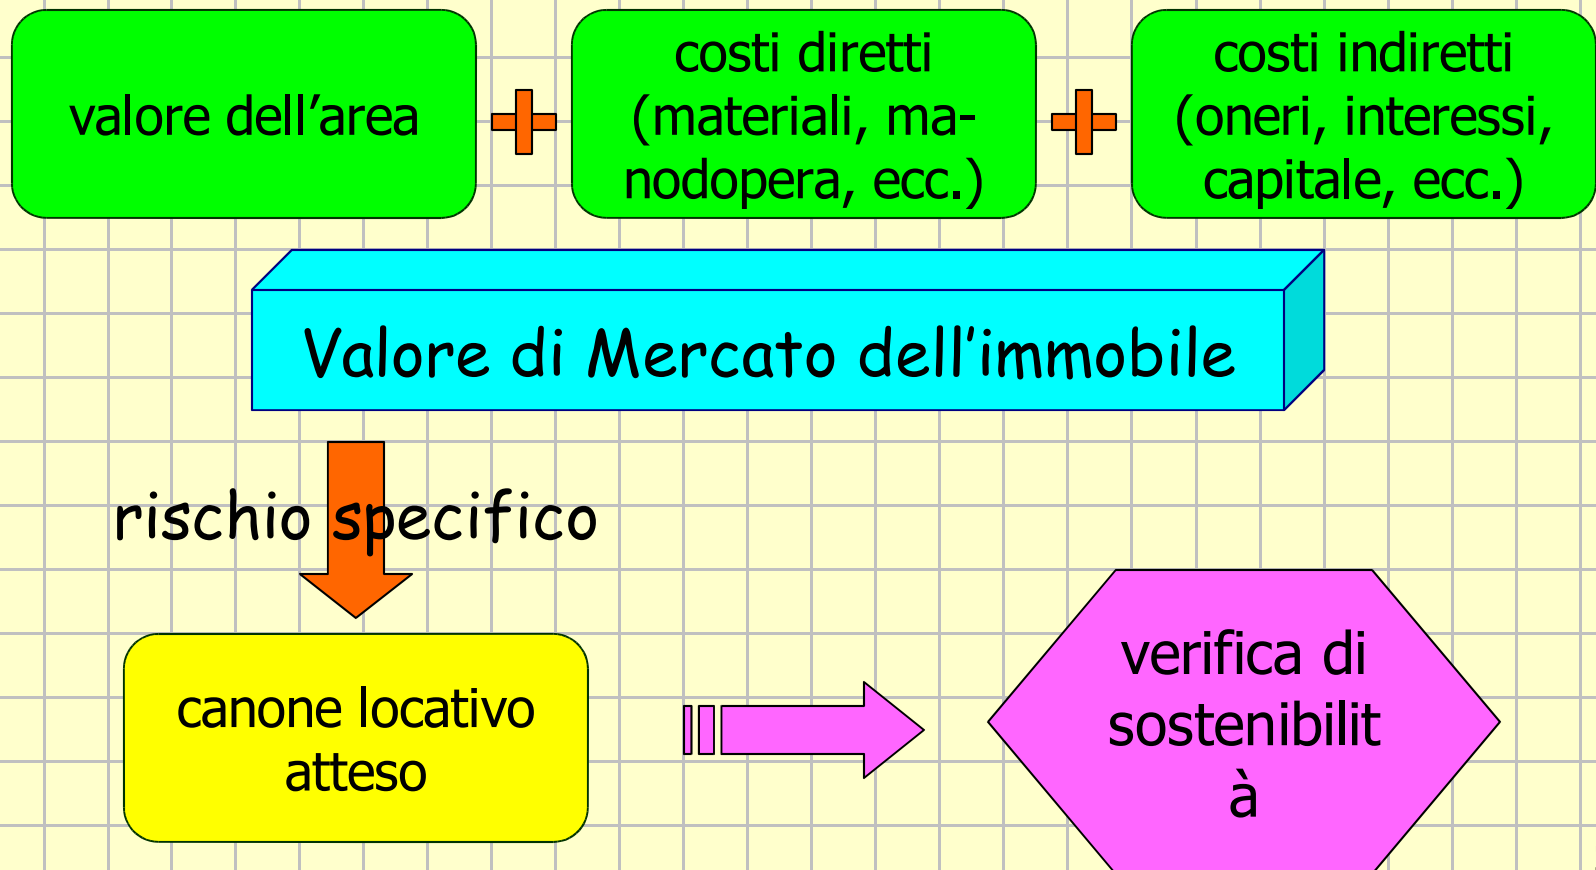 valore dell’area
costi diretti
(materiali, ma-
nodopera, ecc.)
costi indiretti
(oneri, interessi,
capitale, ecc.)
Valore di Mercato dell’immobile
rischio specifico
canone locativo
atteso
verifica di
sostenibilit
à